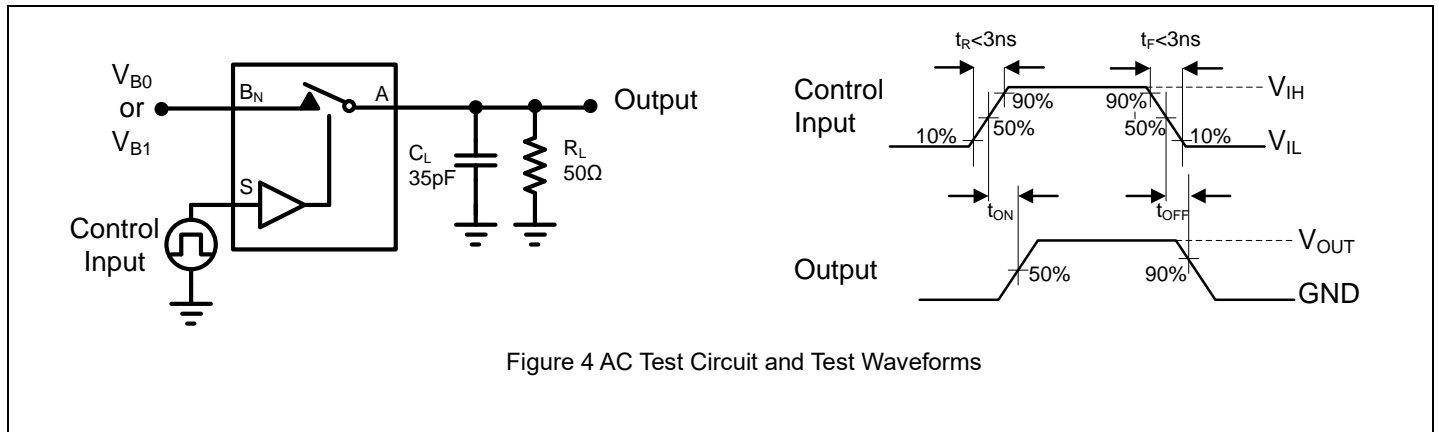 V_B0
or
V_B1
B_N
A
Output
S
C_L
35pF
R_L
50Ω
Control
Input
t_R<3ns
t_F<3ns
Control
Input
90%
90%
V_IH
50%
50%
10%
10%
V_IL
t_ON
t_OFF
V_OUT
Output
50%
90%
GND
Figure 4 AC Test Circuit and Test Waveforms